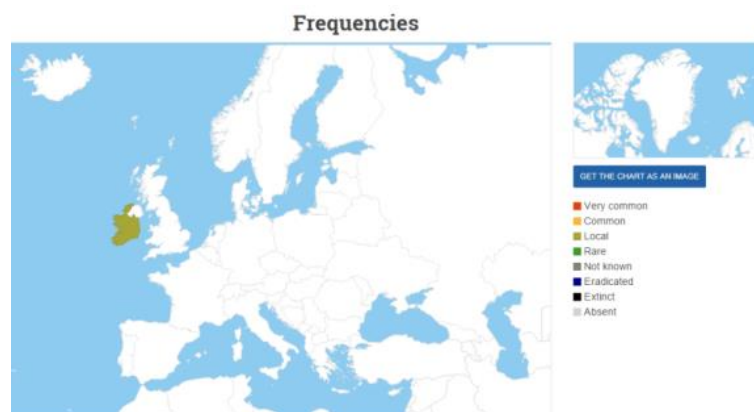 Frequencies
GET THE CHART AS AN IMAGE
Very common
Common
Local
Rare
Not known
Eradicated
Extinct
Absent